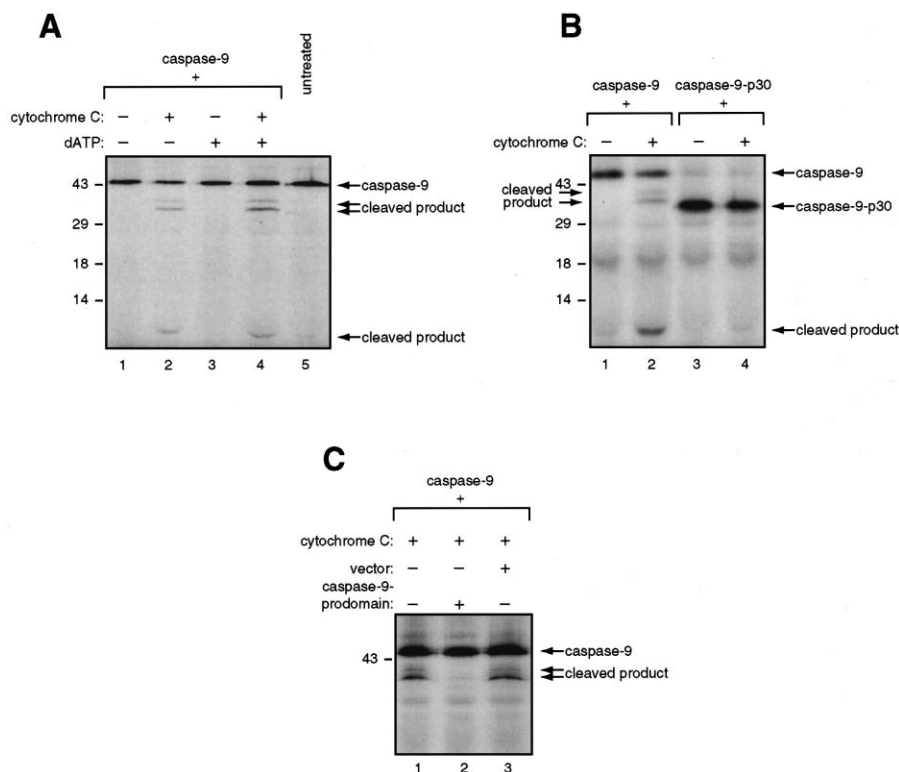 A
caspase-9
+
untreated
cytochrome C: – + – +
dATP: – – + +
43 –
29 –
18 –
14 –
caspase-9
cleaved product
cleaved product
1 2 3 4 5
B
caspase-9 caspase-9-p30
+ +
cytochrome C: – + – +
43
29 –
18 –
14 –
cleaved
product
caspase-9
caspase-9-p30
cleaved product
1 2 3 4
C
caspase-9
+
cytochrome C: + + +
vector: – – +
caspase-9-
prodomain: – + –
43 –
caspase-9
cleaved product
1 2 3